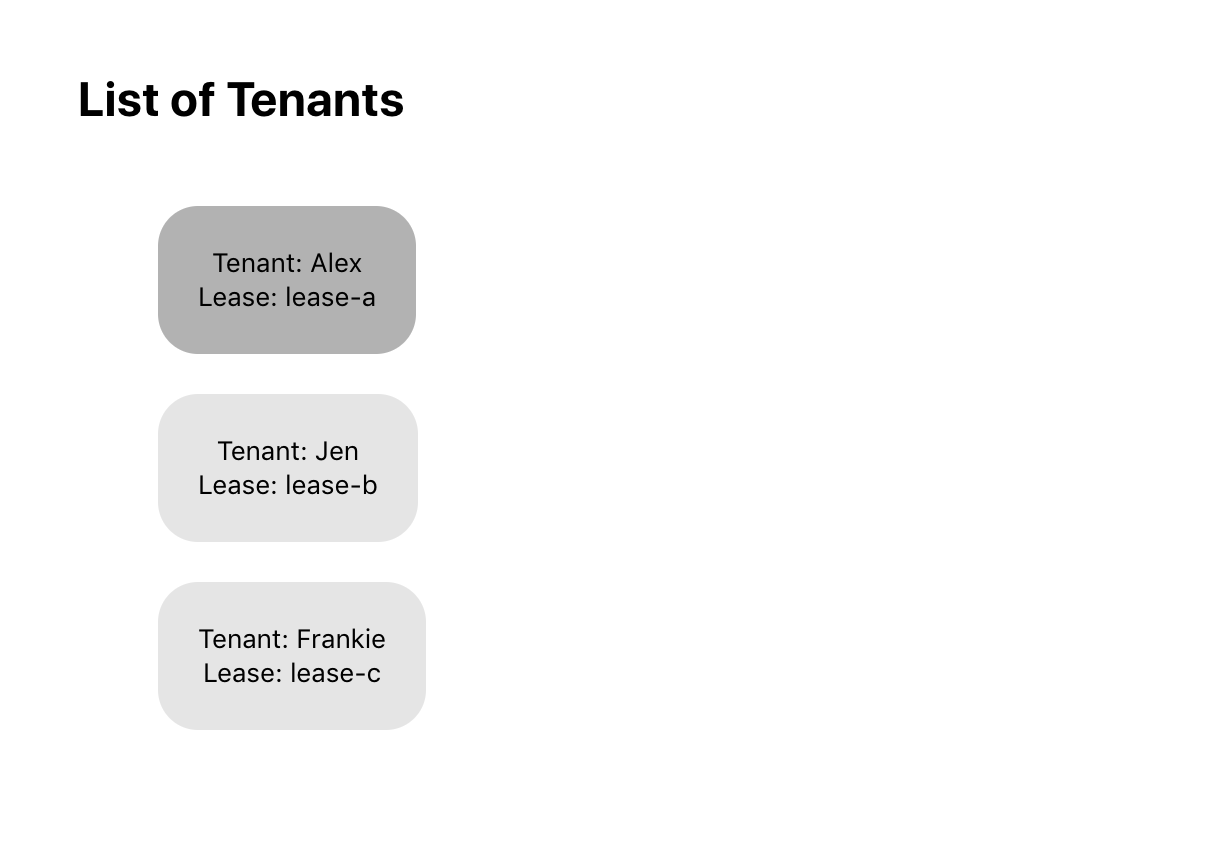 List of Tenants
Tenant: Alex
Lease: lease-a
Tenant: Jen
Lease: lease-b
Tenant: Frankie
Lease: lease-c